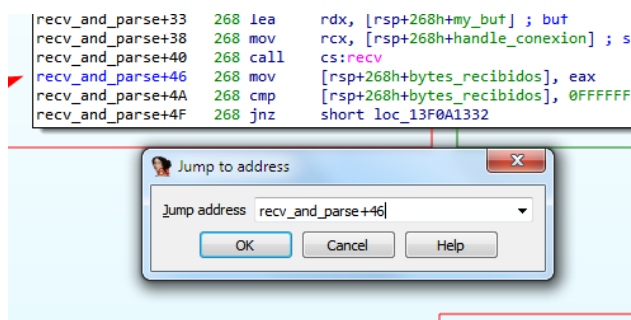 recv_and_parse+33 268 lea rdx, [rsp+268h+my_buf] ; buf
recv_and_parse+38 268 mov rcx, [rsp+268h+handle_conexion] ; s
recv_and_parse+40 268 call cs:recv
recv_and_parse+46 268 mov [rsp+268h+bytes_recibidos], eax
recv_and_parse+4A 268 cmp [rsp+268h+bytes_recibidos], 0FFFFFF
recv_and_parse+4F 268 jnz short loc_13F0A1332
Jump to address
Jump address recv_and_parse+46
OK Cancel Help